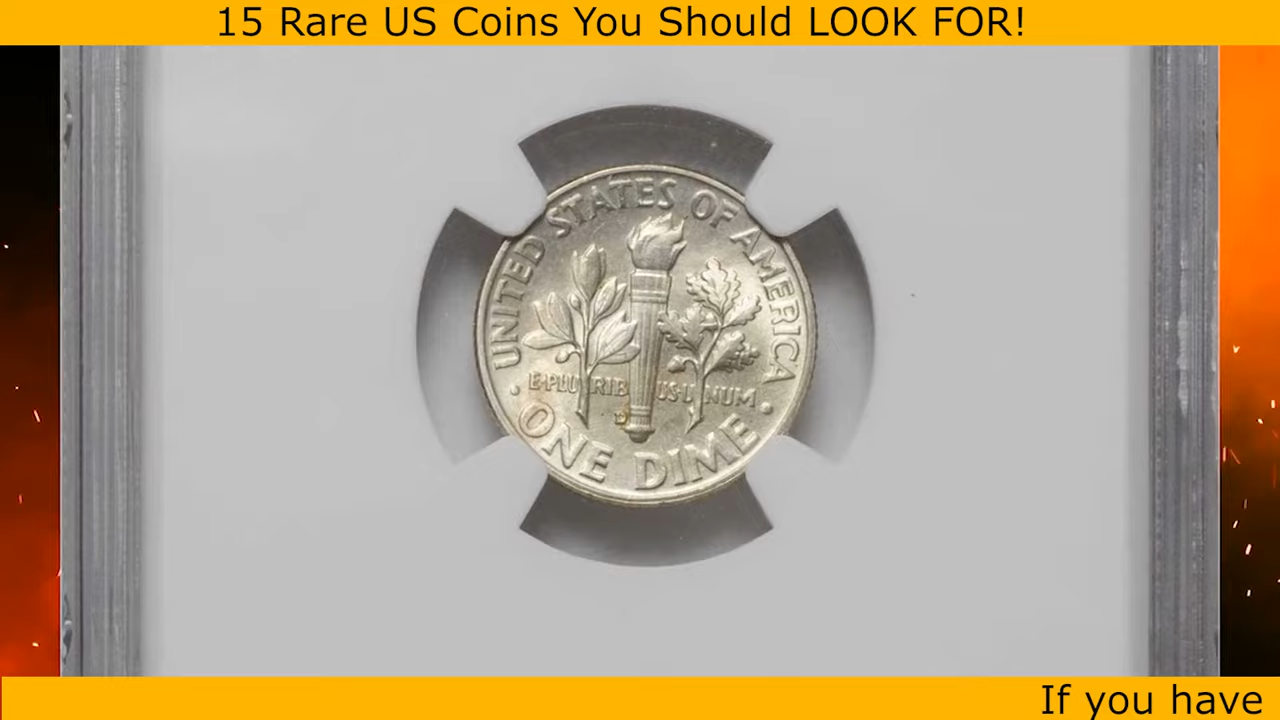 15 Rare US Coins You Should LOOK FOR!
UNITED STATES OF AMERICA
E·PLURIBUS·UNUM
D
· ONE DIME ·
If you have